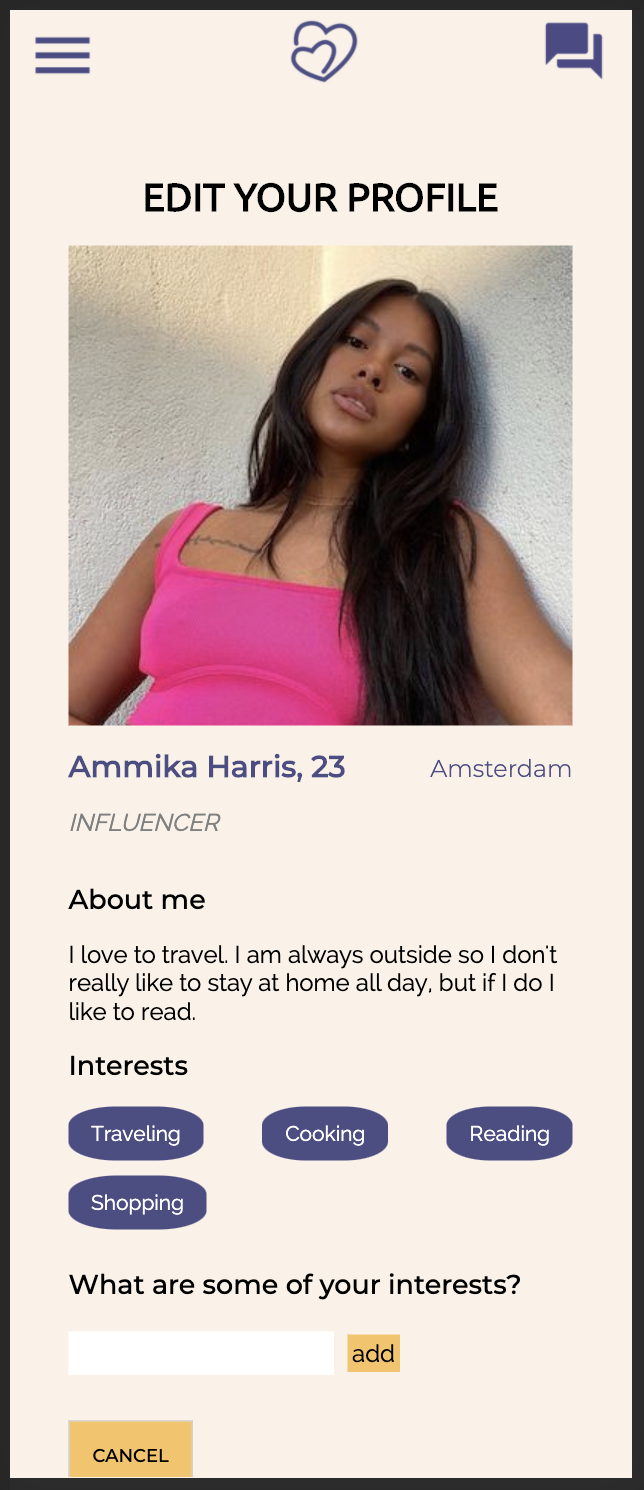 EDIT YOUR PROFILE
Ammika Harris, 23 Amsterdam
INFLUENCER
About me
I love to travel. I am always outside so I don't
really like to stay at home all day, but if I do I
like to read.
Interests
Traveling Cooking Reading
Shopping
What are some of your interests?
add
CANCEL